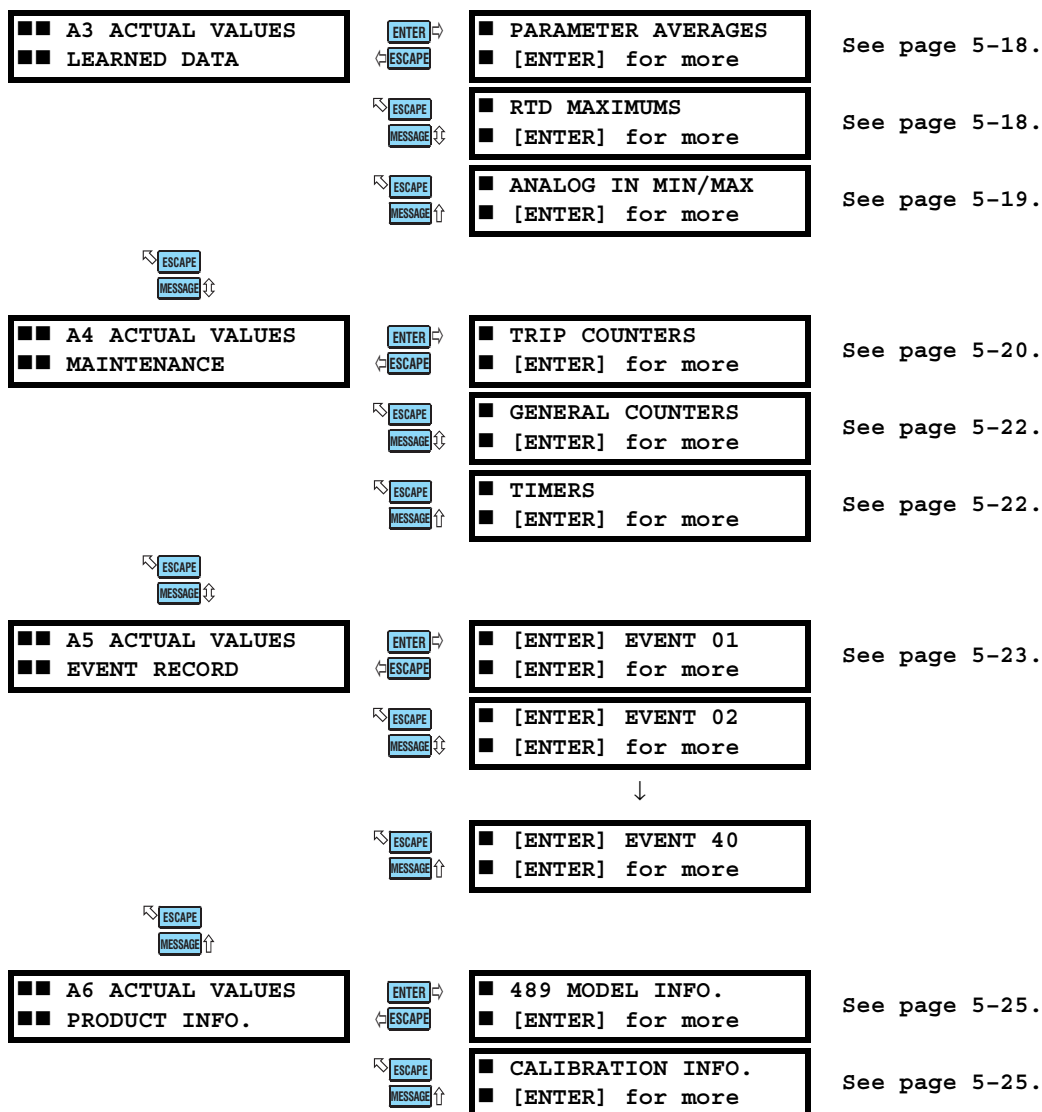 ■■ A3 ACTUAL VALUES
■■ LEARNED DATA
ENTER ⇨
⇦ ESCAPE
■ PARAMETER AVERAGES
■ [ENTER] for more
See page 5-18.
ESCAPE
MESSAGE
■ RTD MAXIMUMS
■ [ENTER] for more
See page 5-18.
ESCAPE
MESSAGE
■ ANALOG IN MIN/MAX
■ [ENTER] for more
See page 5-19.
ESCAPE
MESSAGE
■■ A4 ACTUAL VALUES
■■ MAINTENANCE
ENTER ⇨
⇦ ESCAPE
■ TRIP COUNTERS
■ [ENTER] for more
See page 5-20.
ESCAPE
MESSAGE
■ GENERAL COUNTERS
■ [ENTER] for more
See page 5-22.
ESCAPE
MESSAGE
■ TIMERS
■ [ENTER] for more
See page 5-22.
ESCAPE
MESSAGE
■■ A5 ACTUAL VALUES
■■ EVENT RECORD
ENTER ⇨
⇦ ESCAPE
■ [ENTER] EVENT 01
■ [ENTER] for more
See page 5-23.
ESCAPE
MESSAGE
■ [ENTER] EVENT 02
■ [ENTER] for more
↓
ESCAPE
MESSAGE
■ [ENTER] EVENT 40
■ [ENTER] for more
ESCAPE
MESSAGE
■■ A6 ACTUAL VALUES
■■ PRODUCT INFO.
ENTER ⇨
⇦ ESCAPE
■ 489 MODEL INFO.
■ [ENTER] for more
See page 5-25.
ESCAPE
MESSAGE
■ CALIBRATION INFO.
■ [ENTER] for more
See page 5-25.